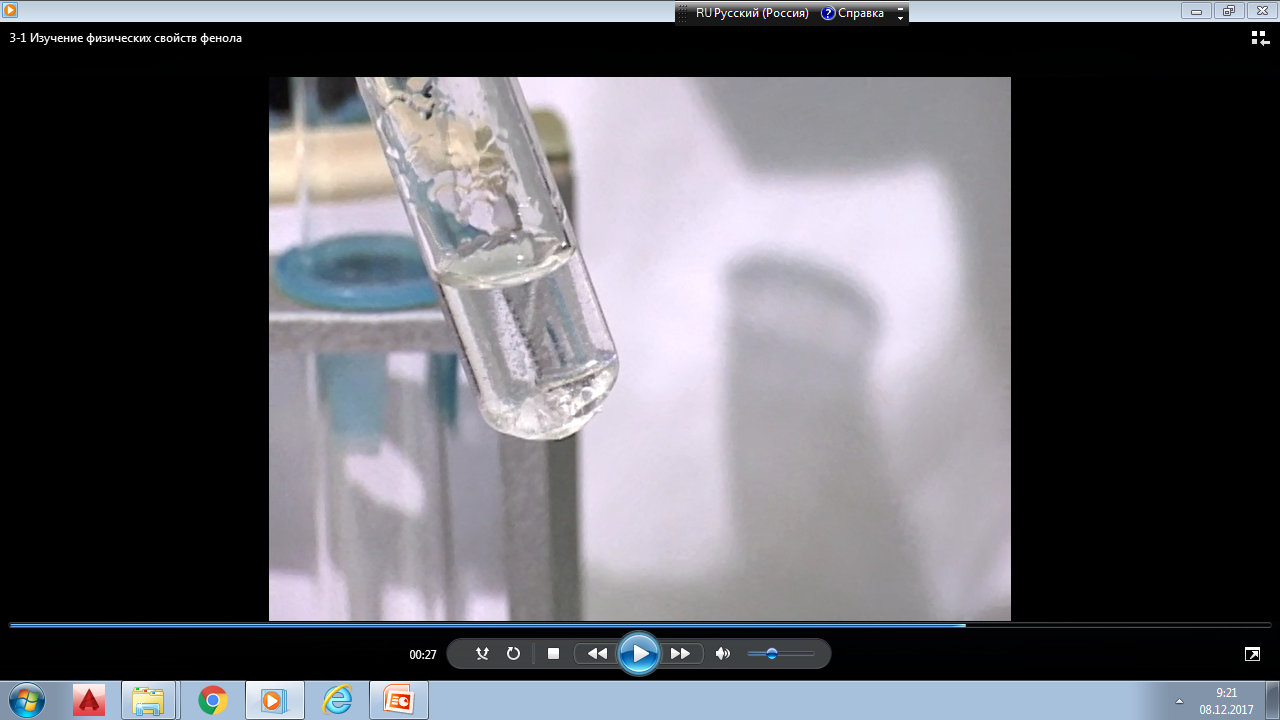 RU Русский (Россия) ? Справка
3-1 Изучение физических свойств фенола
00:27
9:21
08.12.2017